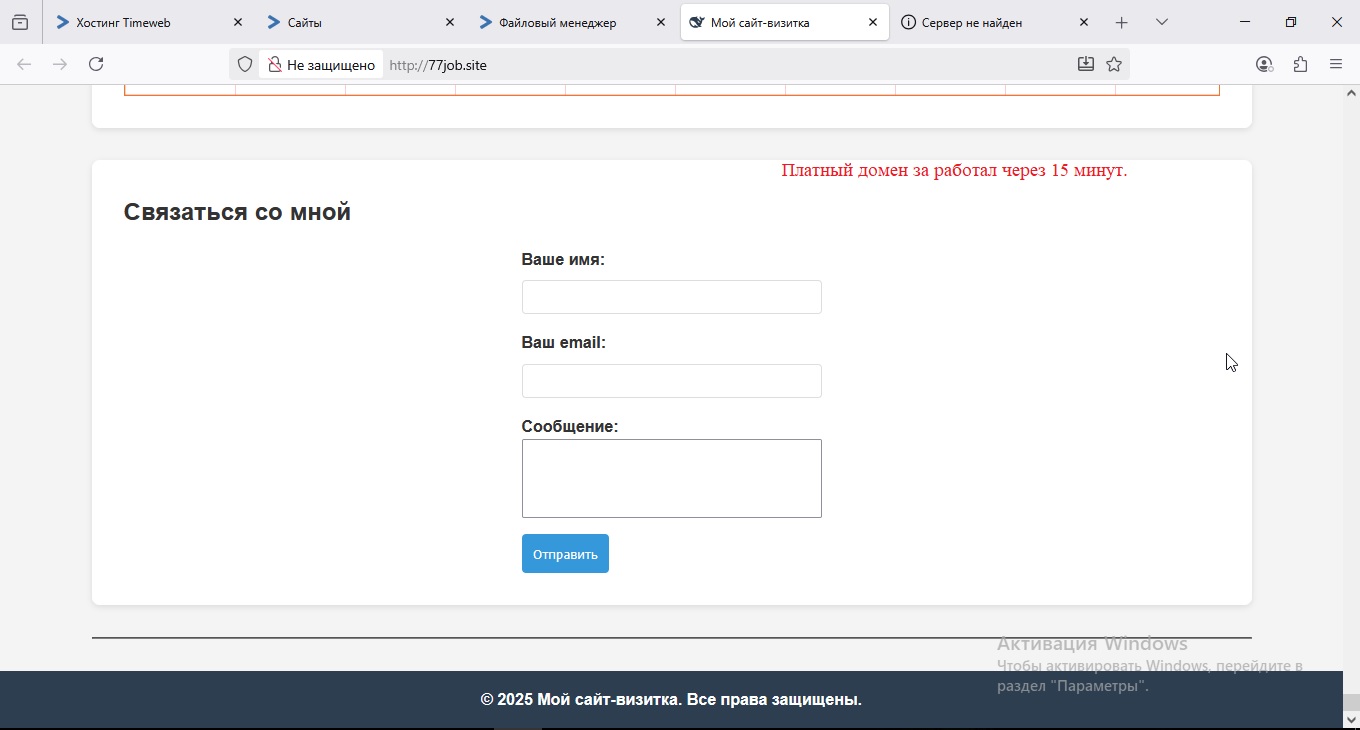 Хостинг Timeweb
Сайты
Файловый менеджер
Мой сайт-визитка
Сервер не найден
Не защищено
http://77job.site
Платный домен за работал через 15 минут.
Связаться со мной
Ваше имя:
Ваш email:
Сообщение:
Отправить
Активация Windows
Чтобы активировать Windows, перейдите в
раздел "Параметры".
© 2025 Мой сайт-визитка. Все права защищены.